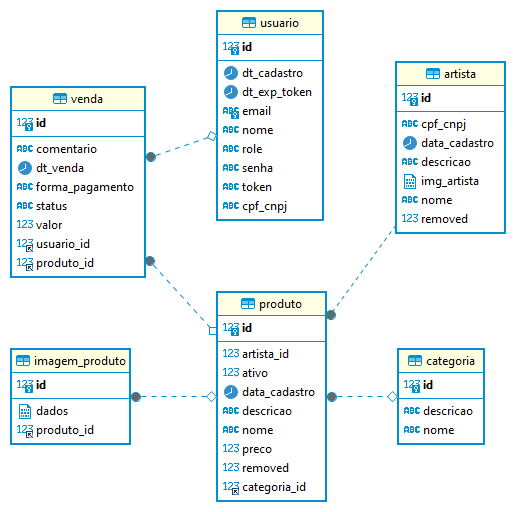 usuario
123 id
dt_cadastro
dt_exp_token
ABC email
ABC nome
ABC role
ABC senha
ABC token
ABC cpf_cnpj
artista
123 id
123 cpf_cnpj
data_cadastro
ABC descricao
img_artista
ABC nome
123 removed
venda
123 id
ABC comentario
dt_venda
ABC forma_pagamento
ABC status
123 valor
123 usuario_id
123 produto_id
produto
123 id
123 artista_id
123 ativo
data_cadastro
ABC descricao
ABC nome
123 preco
123 removed
123 categoria_id
imagem_produto
123 id
dados
123 produto_id
categoria
123 id
ABC descricao
ABC nome